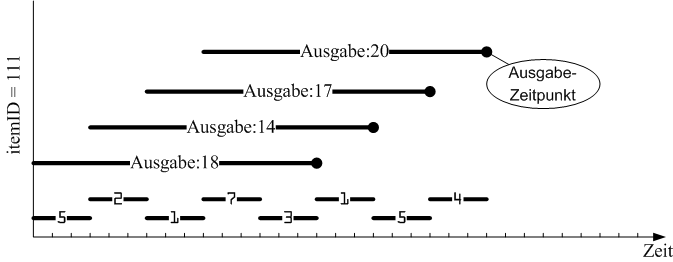 Ausgabe:20
Ausgabe-
Zeitpunkt
Ausgabe:17
Ausgabe:14
Ausgabe:18
itemID = 111
2 7 1 4
5 1 3 5
Zeit